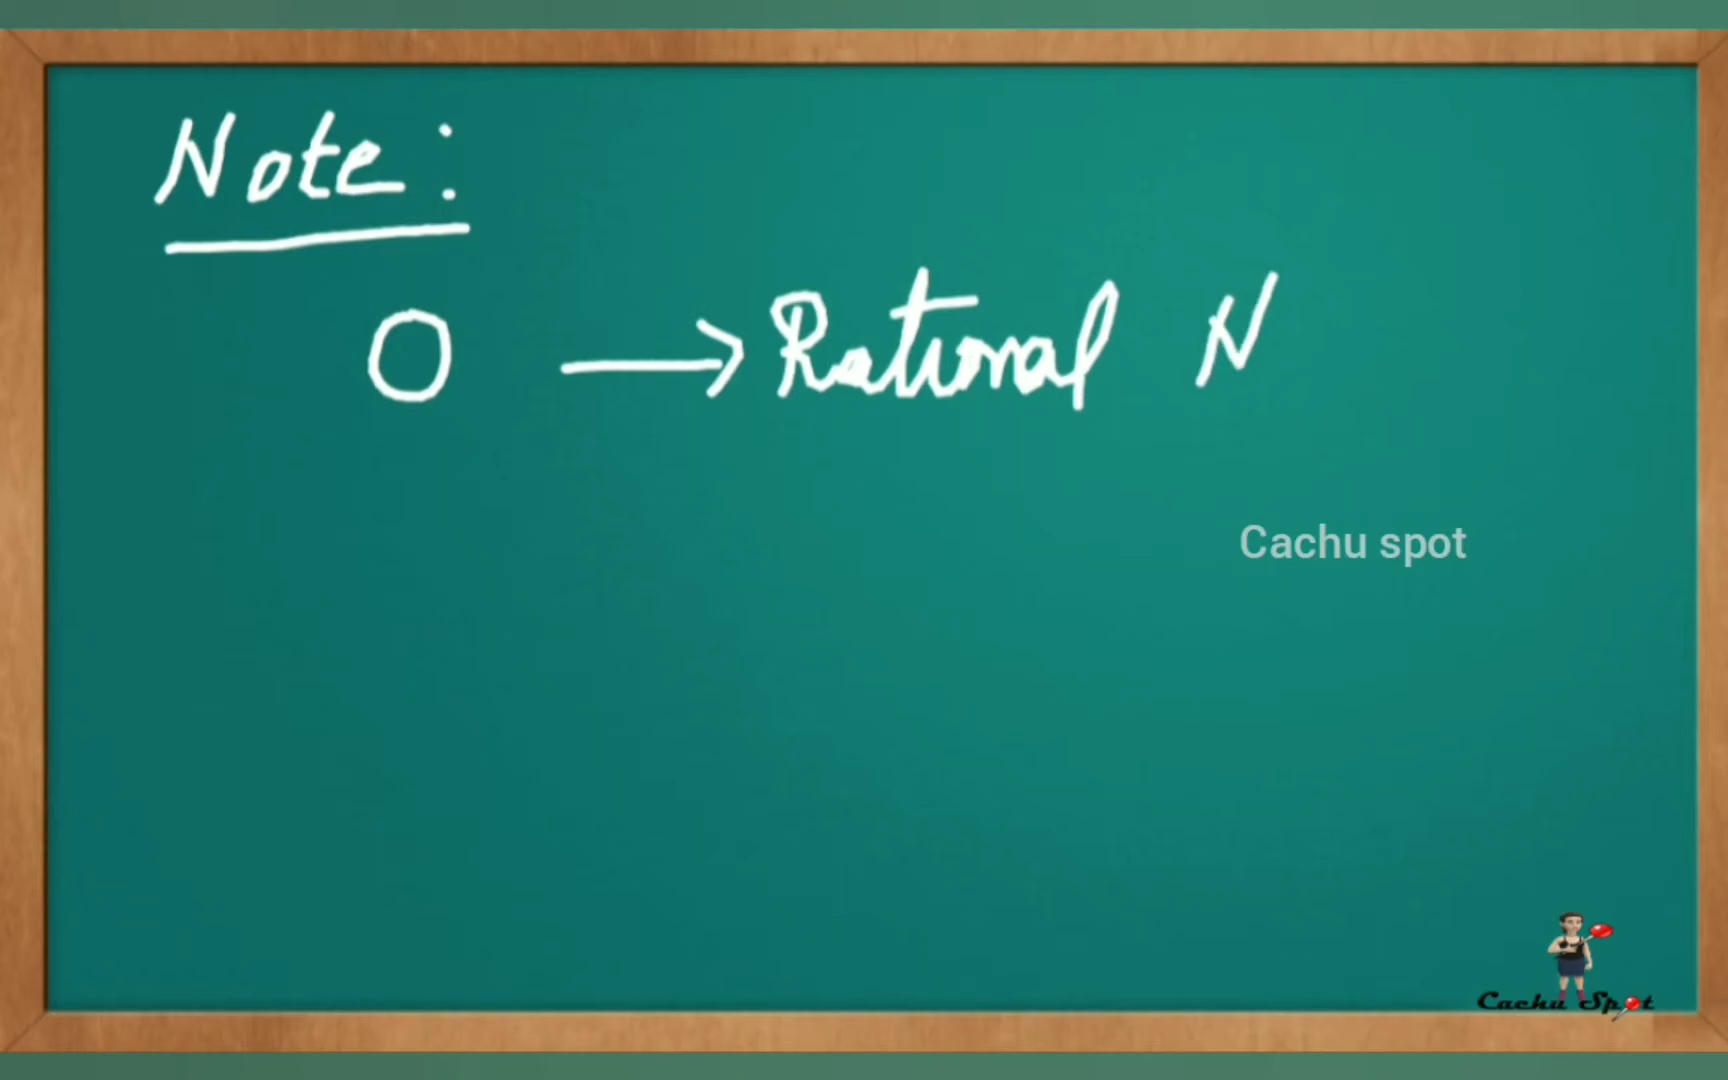 Note :
0 → Rational N
Cachu spot
Cachu Spot